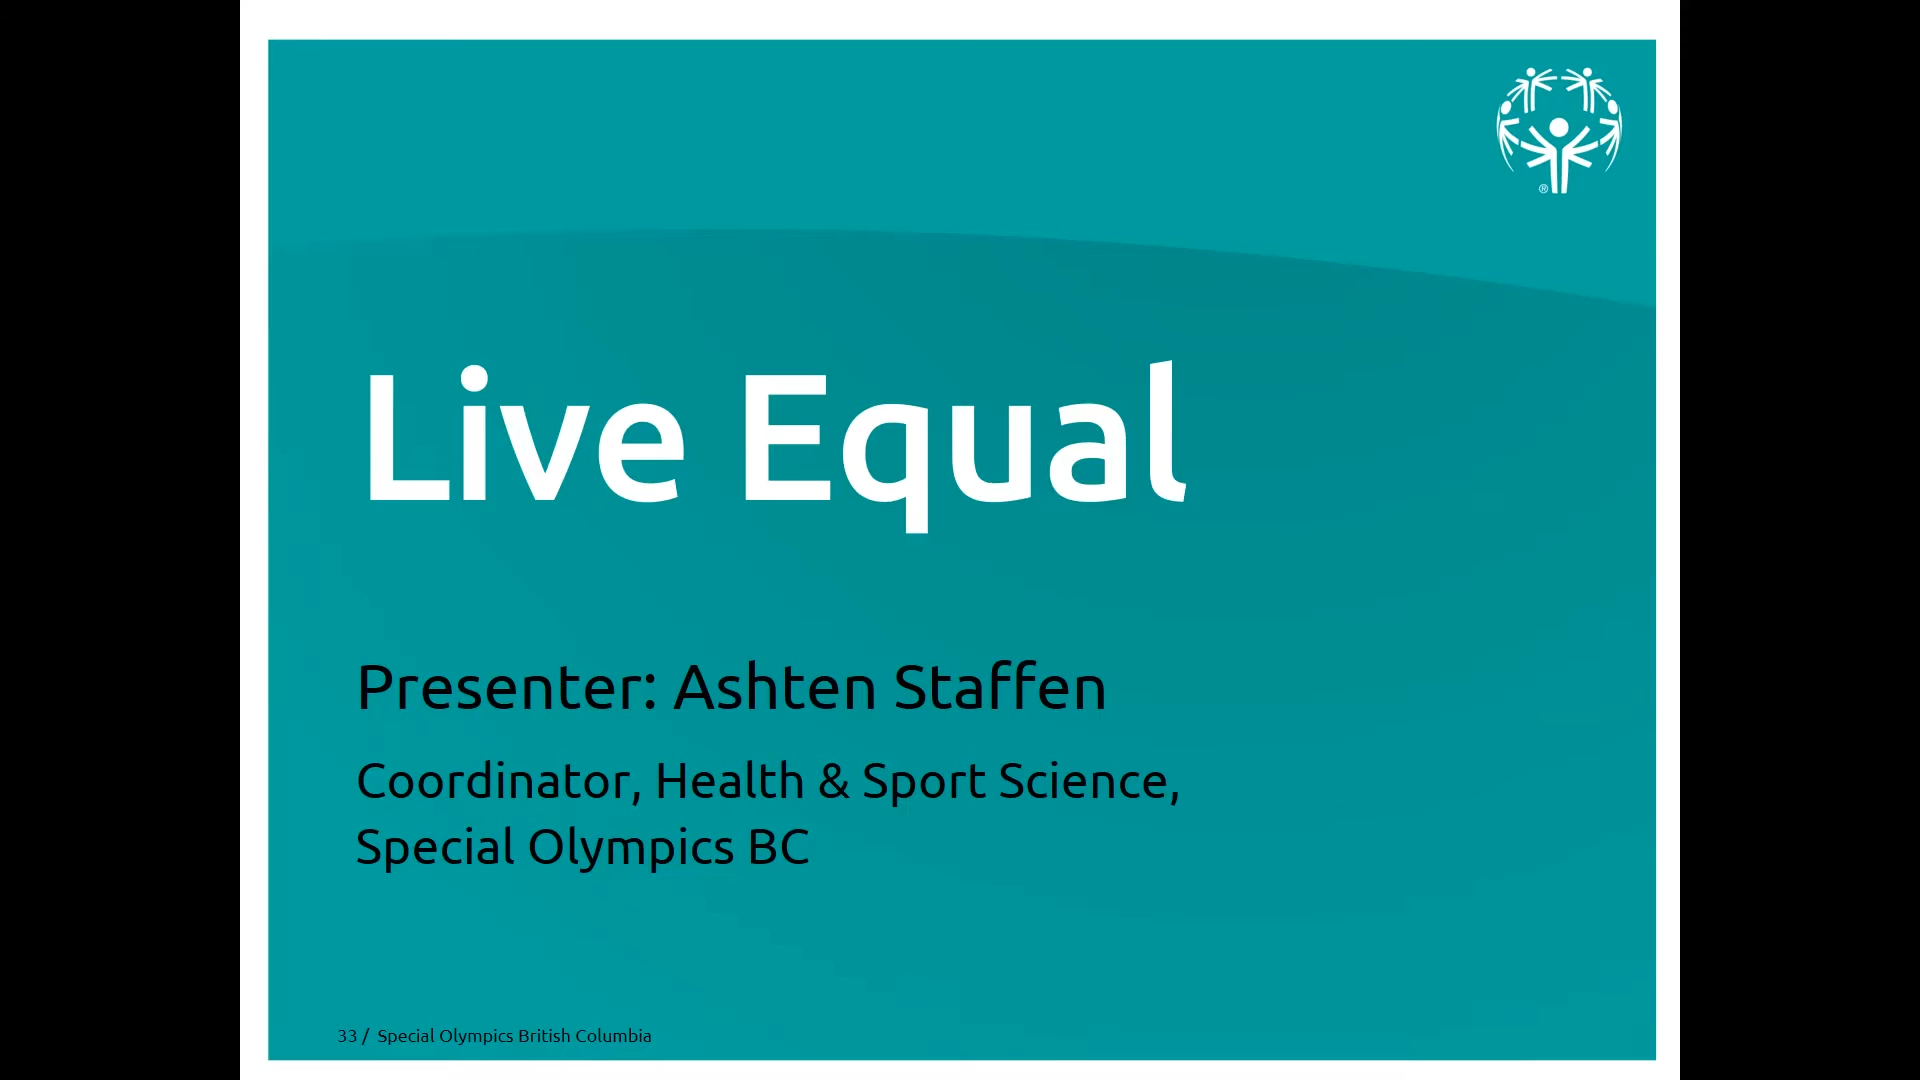 Live Equal
Presenter: Ashten Staffen
Coordinator, Health & Sport Science,
Special Olympics BC
33 / Special Olympics British Columbia
®